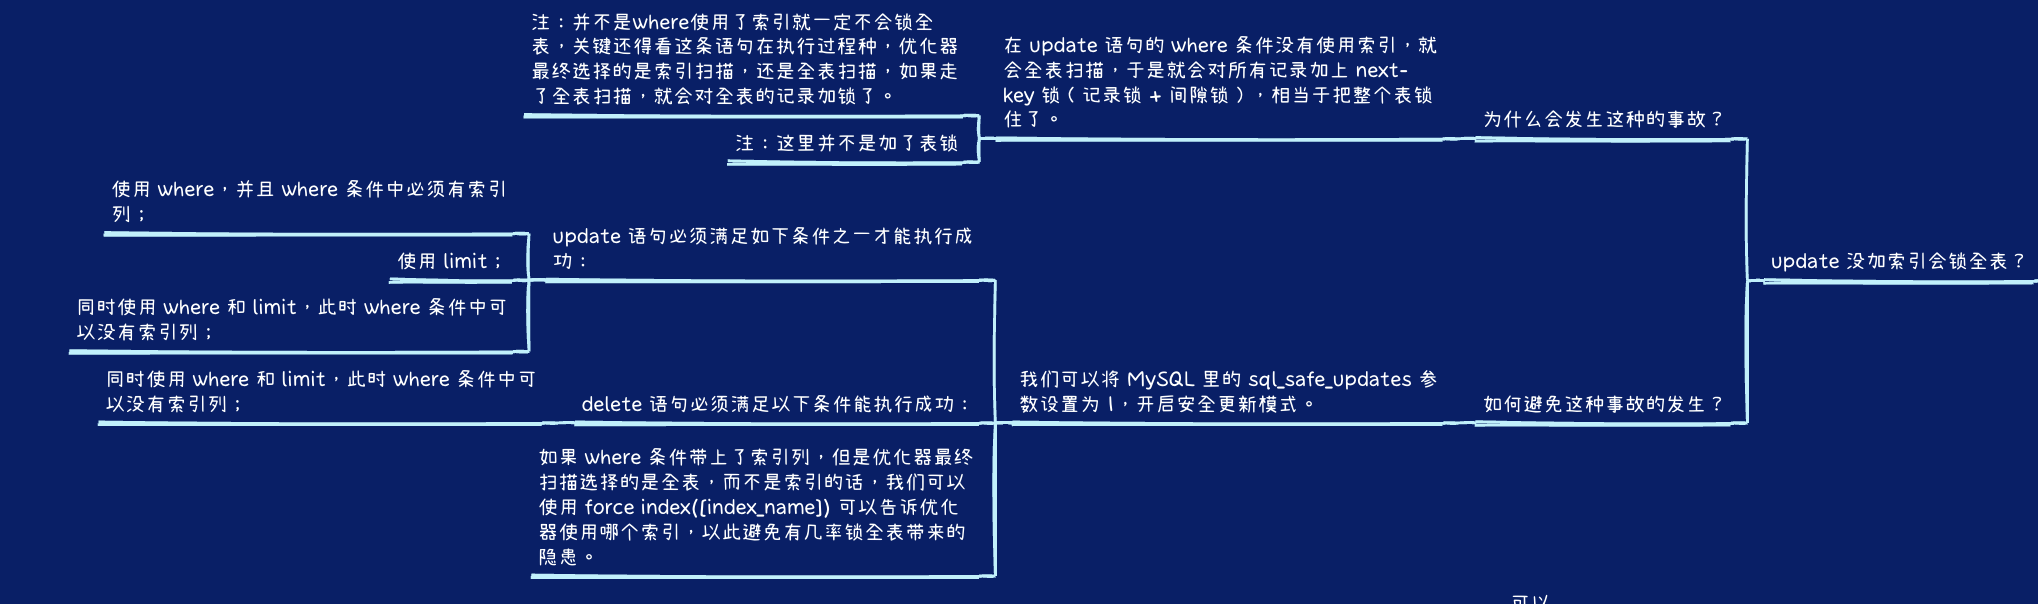 注：并不是where使用了索引就一定不会锁全
表，关键还得看这条语句在执行过程种，优化器
最终选择的是索引扫描，还是全表扫描，如果走
了全表扫描，就会对全表的记录加锁了。
注：这里并不是加了表锁
在 update 语句的 where 条件没有使用索引，就
会全表扫描，于是就会对所有记录加上 next-
key 锁（记录锁 + 间隙锁），相当于把整个表锁
住了。
为什么会发生这种的事故？
使用 where，并且 where 条件中必须有索引
列；
使用 limit；
同时使用 where 和 limit，此时 where 条件中可
以没有索引列；
update 语句必须满足如下条件之一才能执行成
功：
update 没加索引会锁全表？
同时使用 where 和 limit，此时 where 条件中可
以没有索引列；
delete 语句必须满足以下条件能执行成功：
我们可以将 MySQL 里的 sql_safe_updates 参
数设置为 1，开启安全更新模式。
如何避免这种事故的发生？
如果 where 条件带上了索引列，但是优化器最终
扫描选择的是全表，而不是索引的话，我们可以
使用 force index([index_name]) 可以告诉优化
器使用哪个索引，以此避免有几率锁全表带来的
隐患。
可以